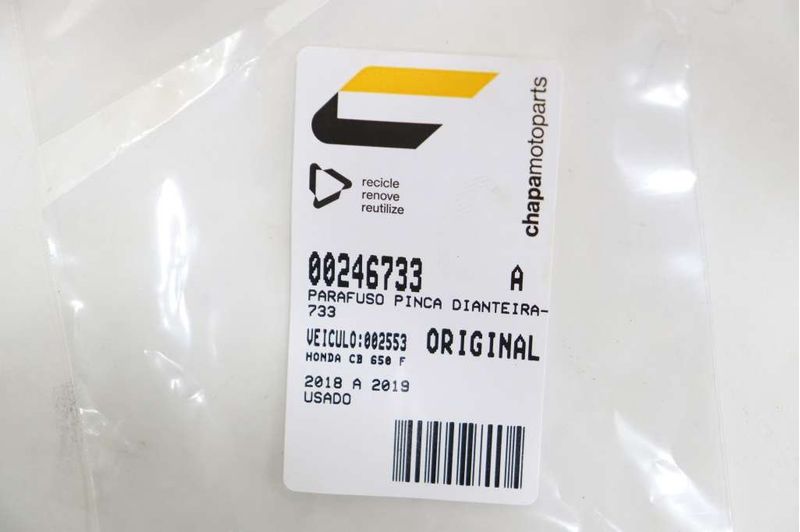 chapamotoparts
recicle
renove
reutilize
00246733 A
PARAFUSO PINCA DIANTEIRA-
733
VEICULO:002553 ORIGINAL
HONDA CB 650 F
2018 A 2019
USADO